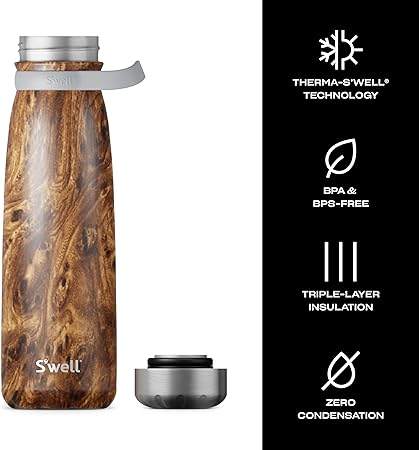 S'well
S'well
THERMA-S'WELL®
TECHNOLOGY
BPA &
BPS-FREE
TRIPLE-LAYER
INSULATION
ZERO
CONDENSATION